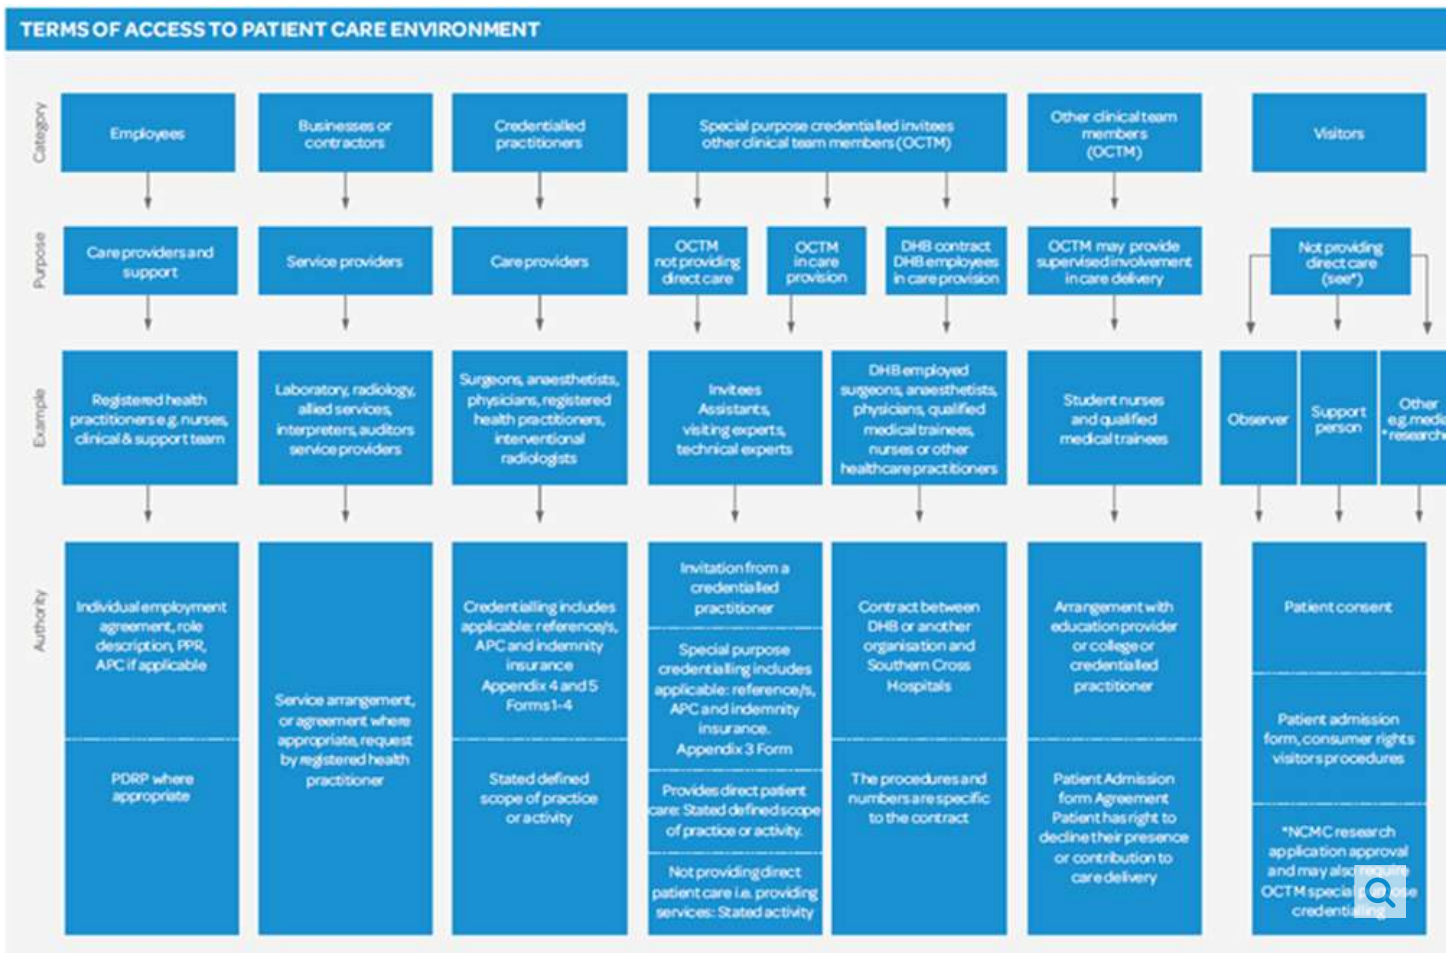 TERMS OF ACCESS TO PATIENT CARE ENVIRONMENT
Category
Employees
Businesses or
contractors
Credentialled
practitioners
Special purpose credentialled invitees
other clinical team members (OCTM)
Other clinical team
members
(OCTM)
Visitors
Purpose
Care providers and
support
Service providers
Care providers
OCTM
not providing
direct care
OCTM
in care
provision
DHB contract
DHB employees
in care provision
OCTM may provide
supervised involvement
in care delivery
Not providing
direct care
(see*)
Example
Registered health
practitioners e.g. nurses,
clinical & support team
Laboratory, radiology,
allied services,
interpreters, auditors
service providers
Surgeons, anaesthetists,
physicians, registered
health practitioners,
interventional
radiologists
Invitees
Assistants,
visiting experts,
technical experts
DHB employed
surgeons, anaesthetists,
physicians, qualified
medical trainees,
nurses or other
healthcare practitioners
Student nurses
and qualified
medical trainees
Observer
Support
person
Other
e.g.
Authority
Individual employment
agreement, role
description, PPR,
APC if applicable
PDRP where
appropriate
Service arrangement,
or agreement where
appropriate, request
by registered health
practitioner
Credentialling includes
applicable: reference/s,
APC and indemnity
insurance
Appendix 4 and 5
Forms 1-4
Stated defined
scope of practice
or activity
Invitation from a
credentialled
practitioner
Special purpose
credentialling includes
applicable: reference/s,
APC and indemnity
insurance.
Appendix 3 Form
Provides direct patient
care: Stated defined scope
of practice or activity.
Not providing direct
patient care i.e. providing
services: Stated activity
Contract between
DHB or another
organisation and
Southern Cross
Hospitals
The procedures and
numbers are specific
to the contract
Arrangement with
education provider
or college or
credentialled
practitioner
Patient Admission
form Agreement
Patient has right to
decline their presence
or contribution to
care delivery
Patient consent
Patient admission
form, consumer rights
visitors procedures
*NCMC research
application approval
and may also require
OCTM special purpose
credentialling